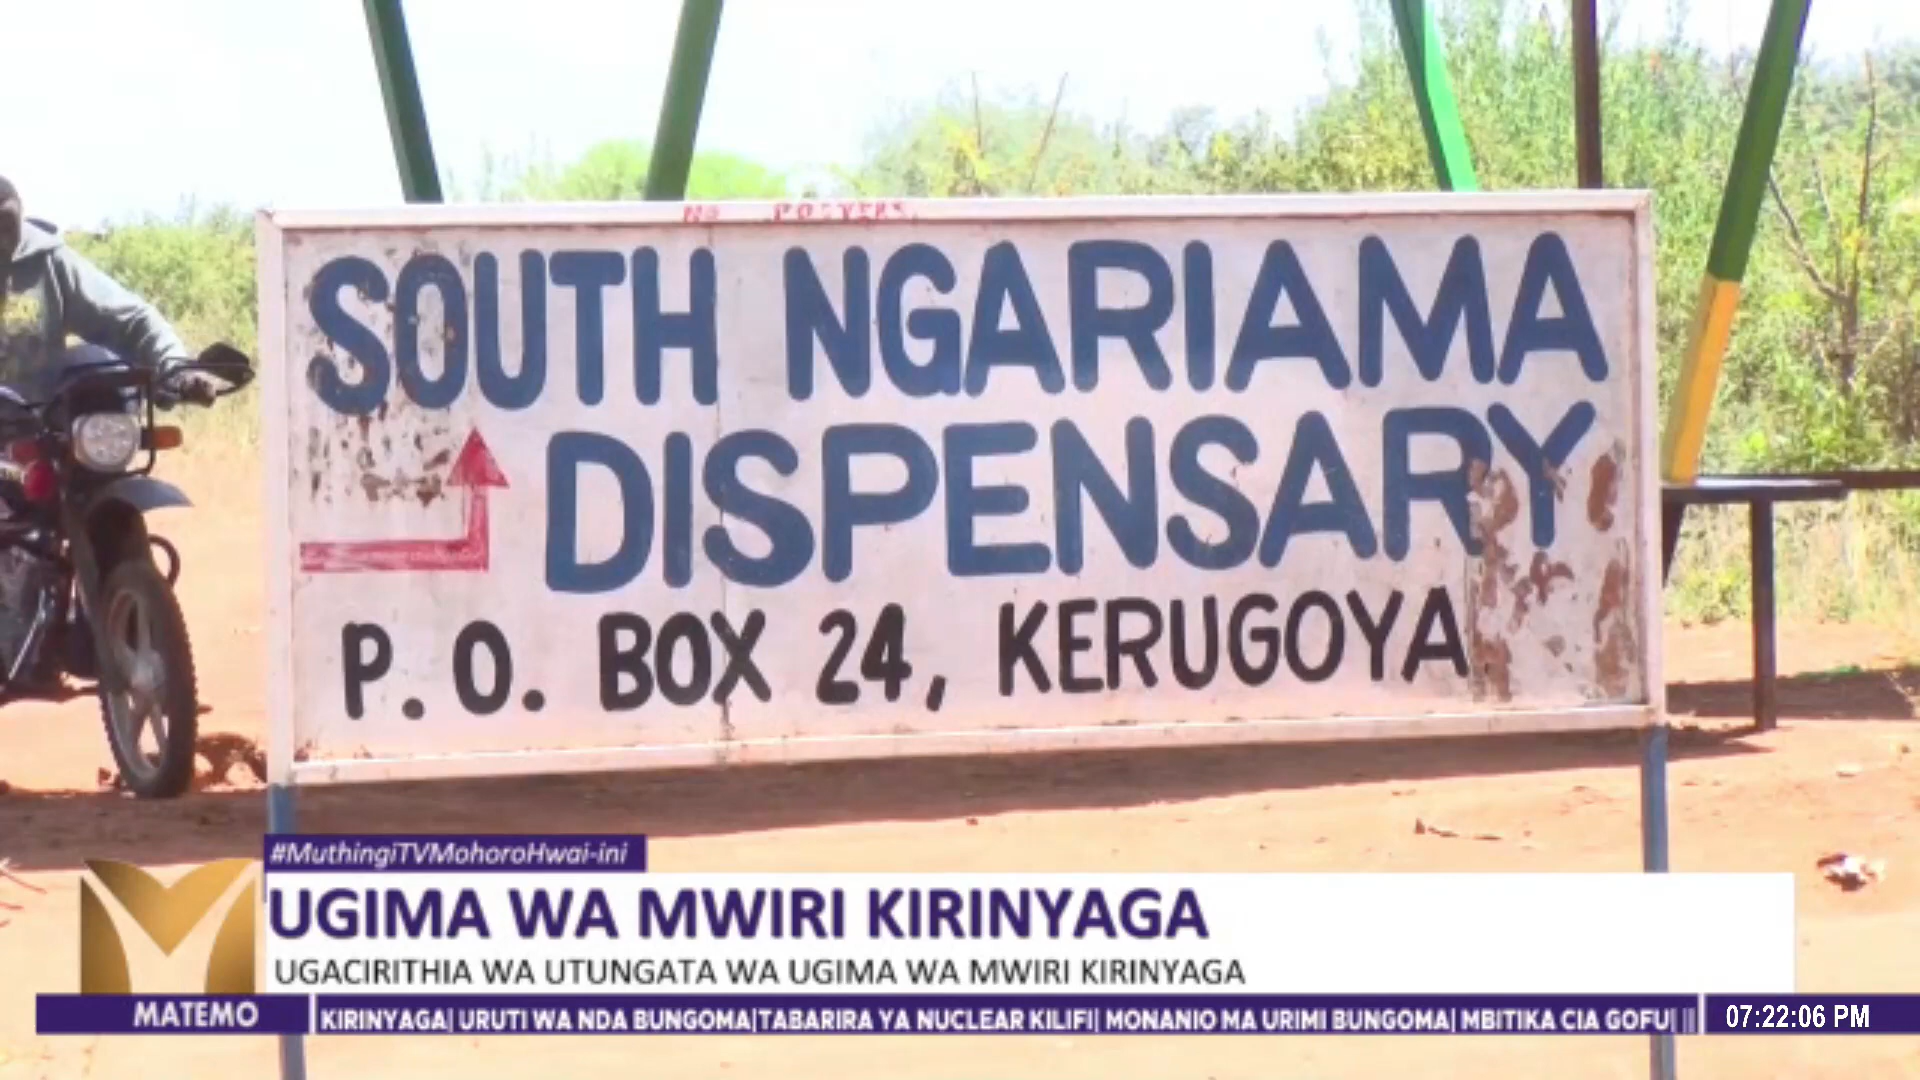 NO POSTERS.
SOUTH NGARIAMA
DISPENSARY
P. O. BOX 24, KERUGOYA
#MuthingiTVMohoroHwai-ini
UGIMA WA MWIRI KIRINYAGA
UGACIRITHIA WA UTUNGATA WA UGIMA WA MWIRI KIRINYAGA
MATEMO
KIRINYAGA| URUTI WA NDA BUNGOMA|TABARIRA YA NUCLEAR KILIFI| MONANIO MA URIMI BUNGOMA| MBITIKA CIA GOFU|
07:22:06 PM